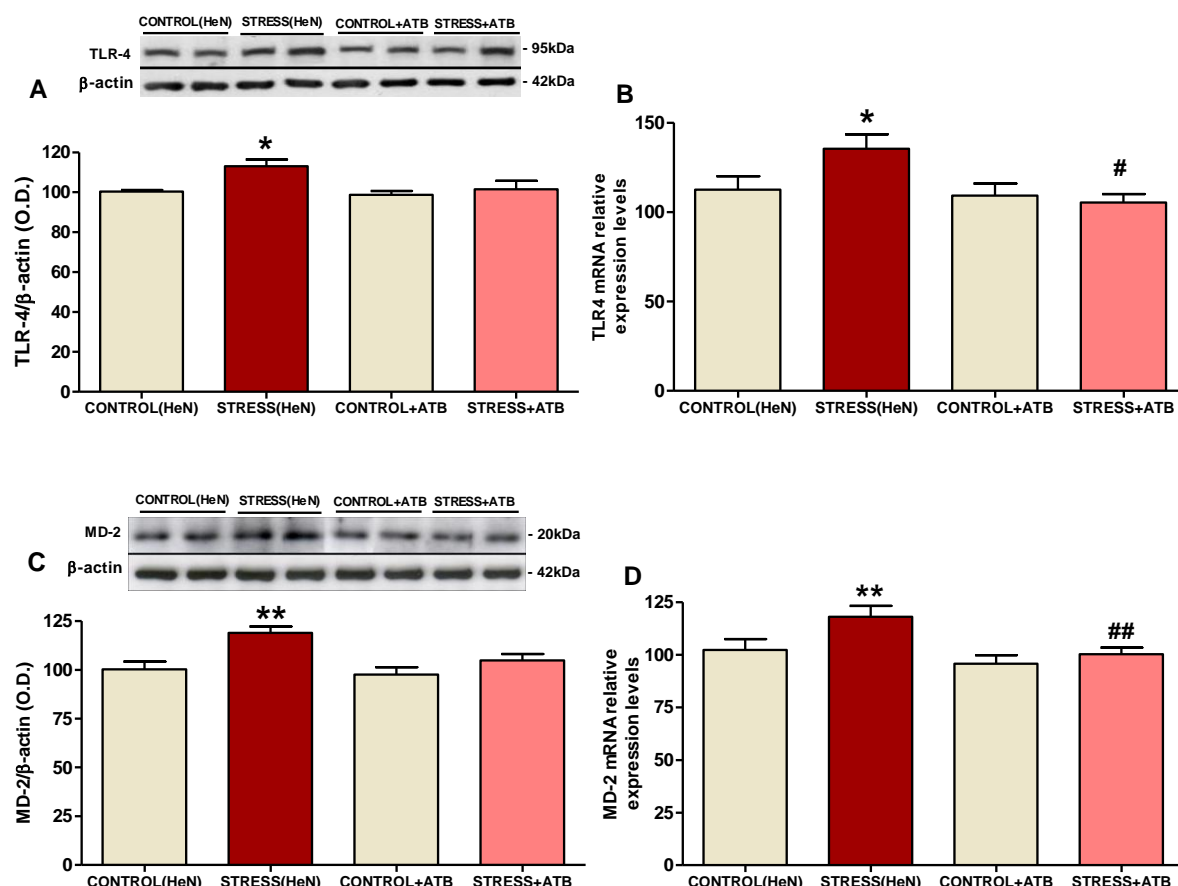 CONTROL(HeN) STRESS(HeN) CONTROL+ATB STRESS+ATB
TLR-4 - 95kDa
β-actin - 42kDa
A
TLR-4/β-actin (O.D.)
120
100
80
60
40
20
0
*
CONTROL(HeN) STRESS(HeN) CONTROL+ATB STRESS+ATB
B
TLR4 mRNA relative
expression levels
150
100
50
0
*
#
CONTROL(HeN) STRESS(HeN) CONTROL+ATB STRESS+ATB
CONTROL(HeN) STRESS(HeN) CONTROL+ATB STRESS+ATB
MD-2 - 20kDa
β-actin - 42kDa
C
MD-2/β-actin (O.D.)
125
100
75
50
25
0
**
CONTROL(HeN) STRESS(HeN) CONTROL+ATB STRESS+ATB
D
MD-2 mRNA relative
expression levels
125
100
75
50
25
0
**
##
CONTROL(HeN) STRESS(HeN) CONTROL+ATB STRESS+ATB